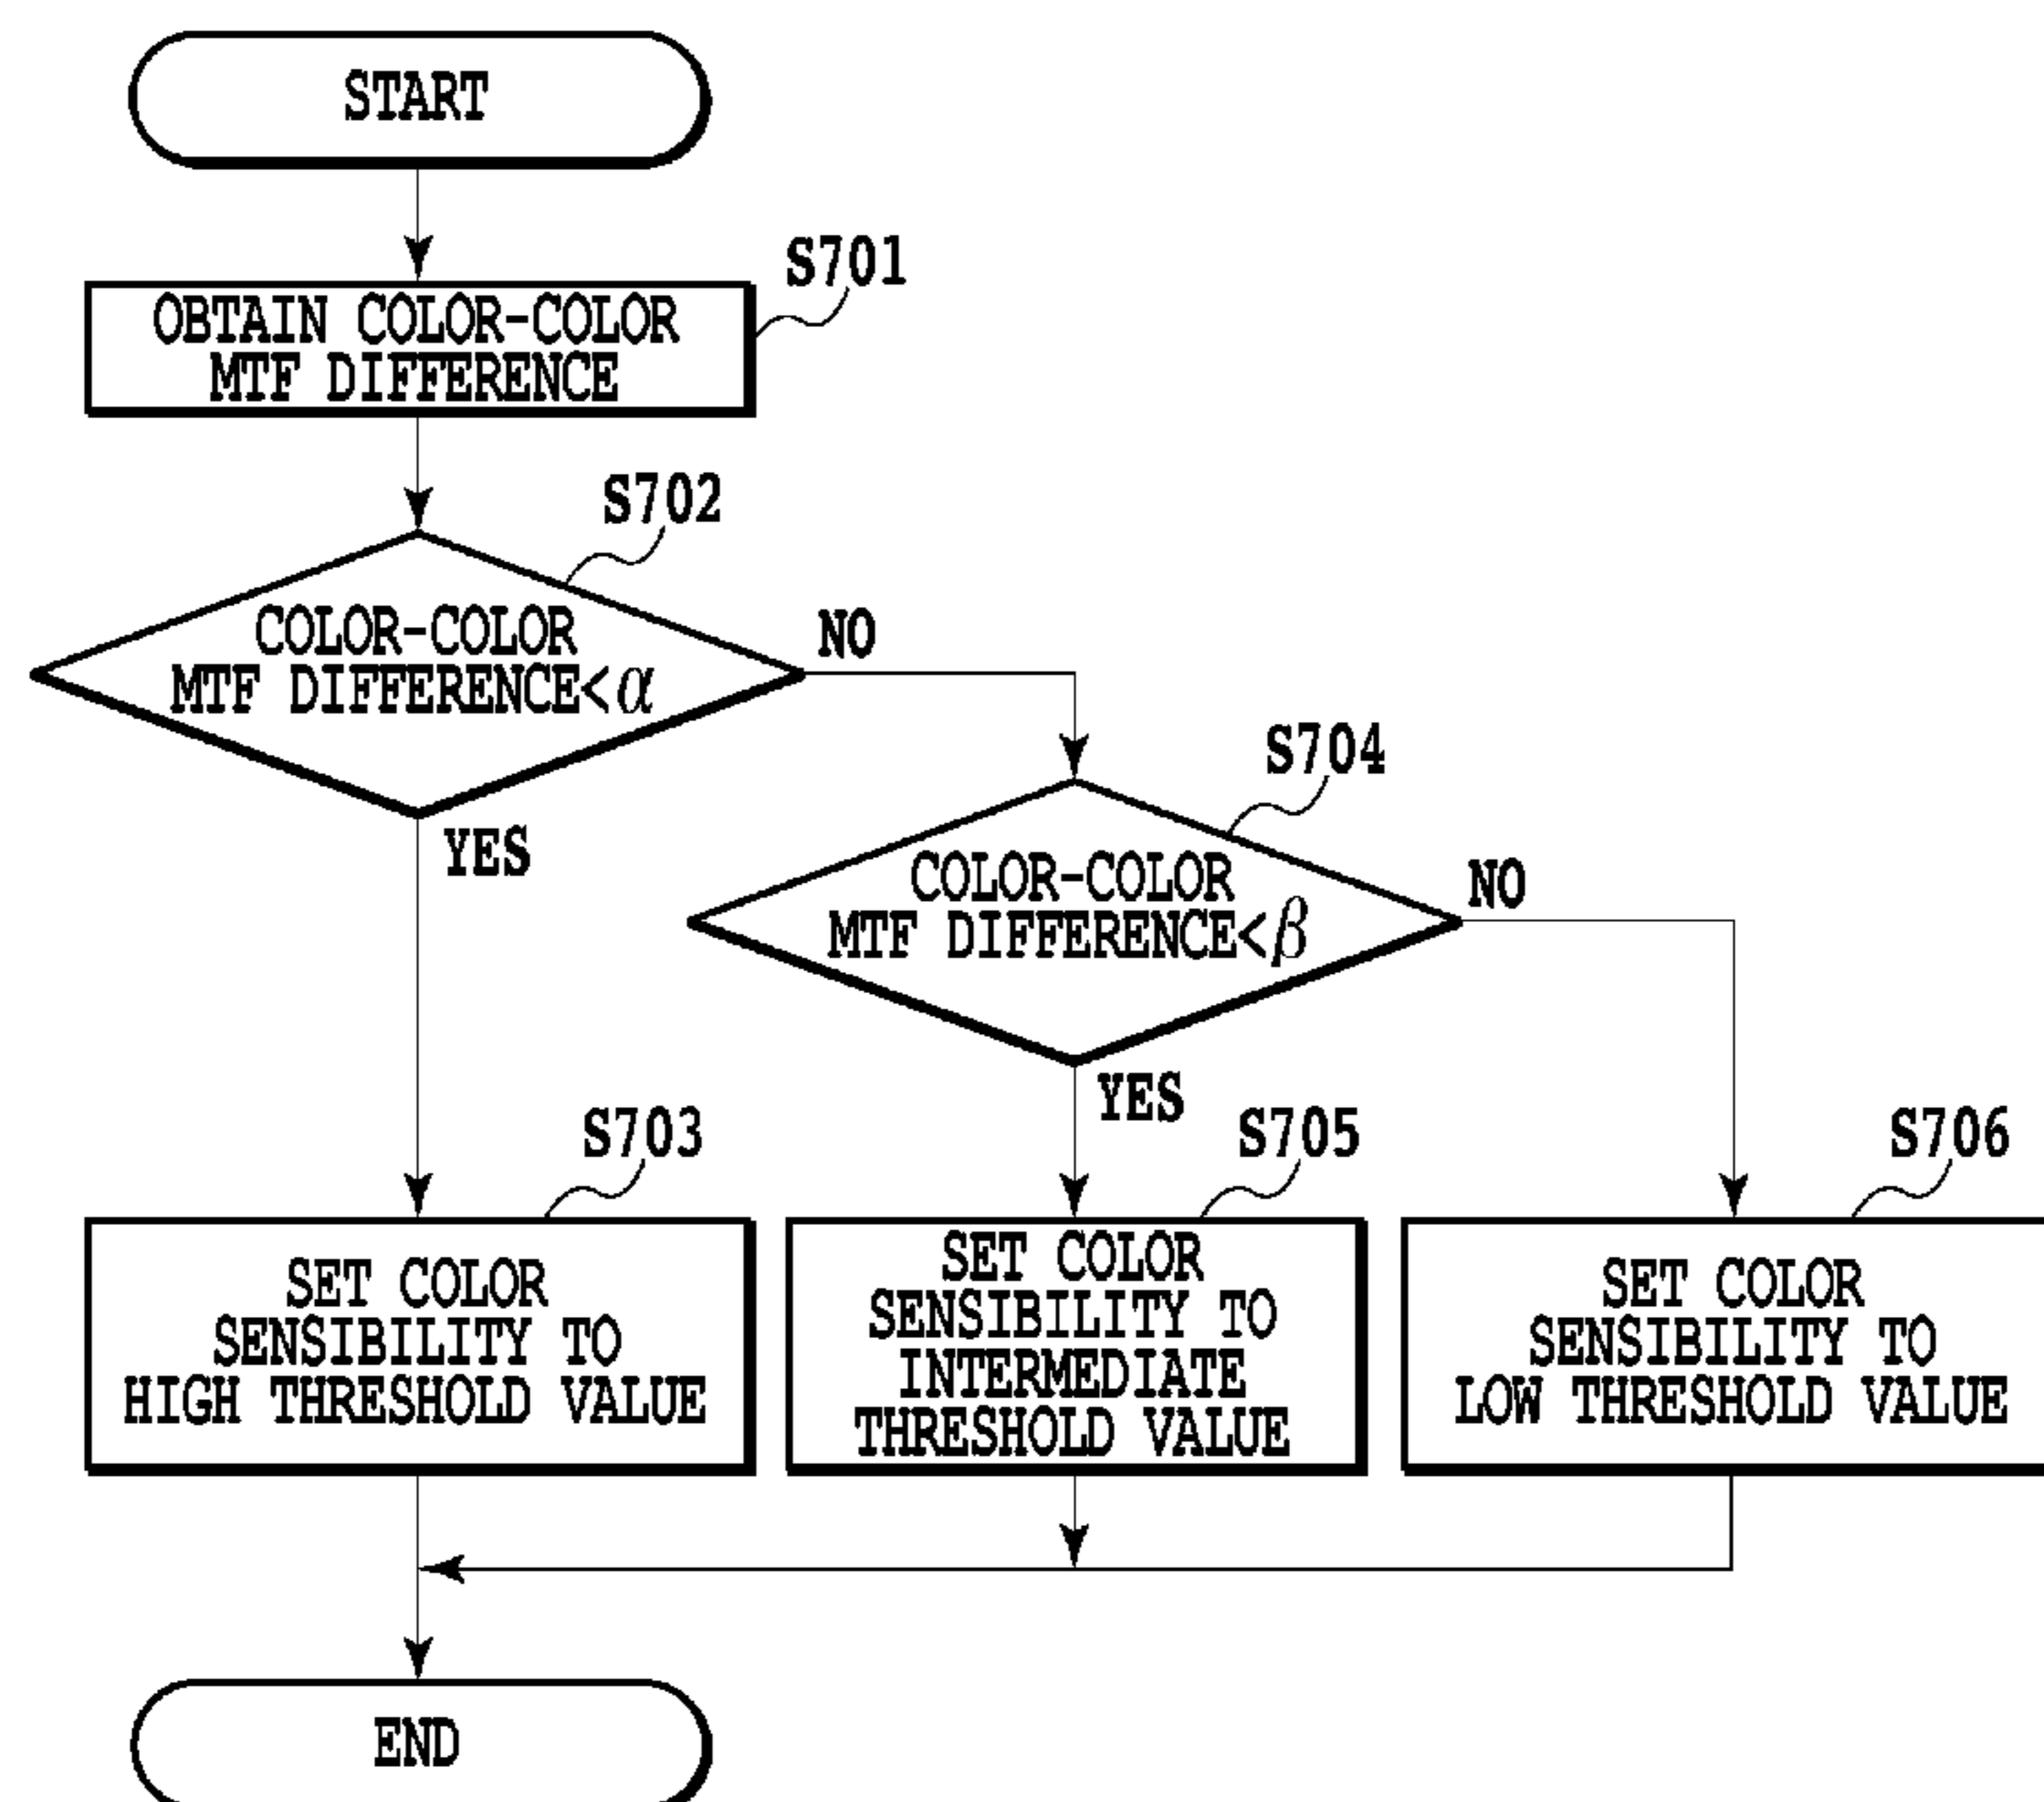 START
S701
OBTAIN COLOR-COLOR
MTF DIFFERENCE
S702
COLOR-COLOR
MTF DIFFERENCE<α
NO
YES
S704
COLOR-COLOR
MTF DIFFERENCE<β
NO
YES
S703
SET COLOR
SENSIBILITY TO
HIGH THRESHOLD VALUE
S705
SET COLOR
SENSIBILITY TO
INTERMEDIATE
THRESHOLD VALUE
S706
SET COLOR
SENSIBILITY TO
LOW THRESHOLD VALUE
END